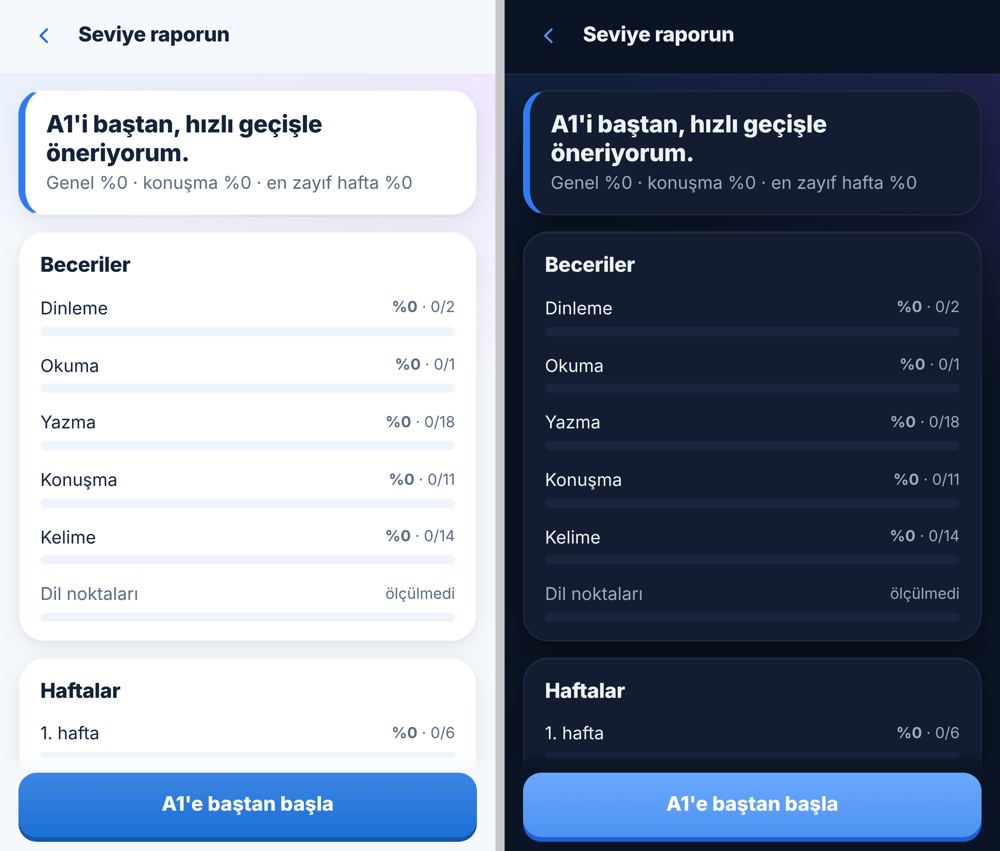 Seviye raporun
A1'i baştan, hızlı geçişle
öneriyorum.
Genel %0 · konuşma %0 · en zayıf hafta %0
Beceriler
Dinleme %0 · 0/2
Okuma %0 · 0/1
Yazma %0 · 0/18
Konuşma %0 · 0/11
Kelime %0 · 0/14
Dil noktaları ölçülmedi
Haftalar
1. hafta %0 · 0/6
A1'e baştan başla
Seviye raporun
A1'i baştan, hızlı geçişle
öneriyorum.
Genel %0 · konuşma %0 · en zayıf hafta %0
Beceriler
Dinleme %0 · 0/2
Okuma %0 · 0/1
Yazma %0 · 0/18
Konuşma %0 · 0/11
Kelime %0 · 0/14
Dil noktaları ölçülmedi
Haftalar
1. hafta %0 · 0/6
A1'e baştan başla